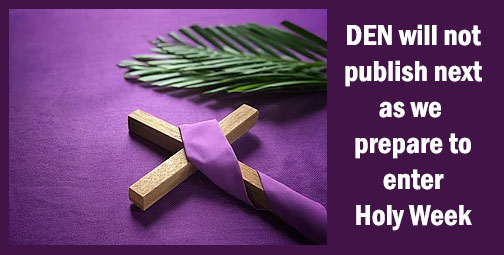 DEN will not
publish next
as we
prepare to
enter
Holy Week